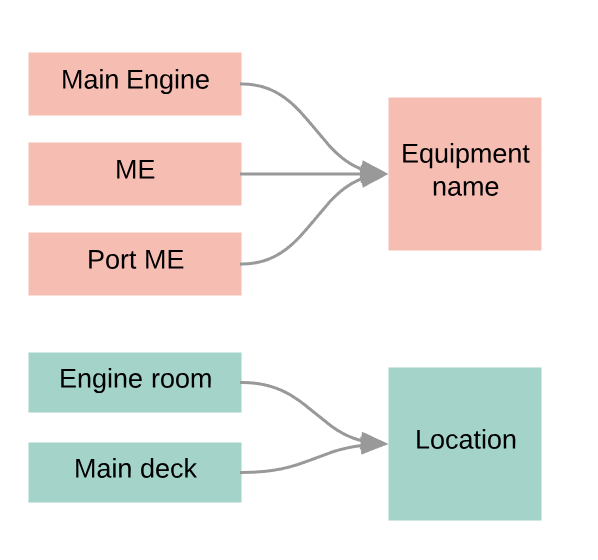 Main Engine
ME
Port ME
Equipment
name
Engine room
Main deck
Location